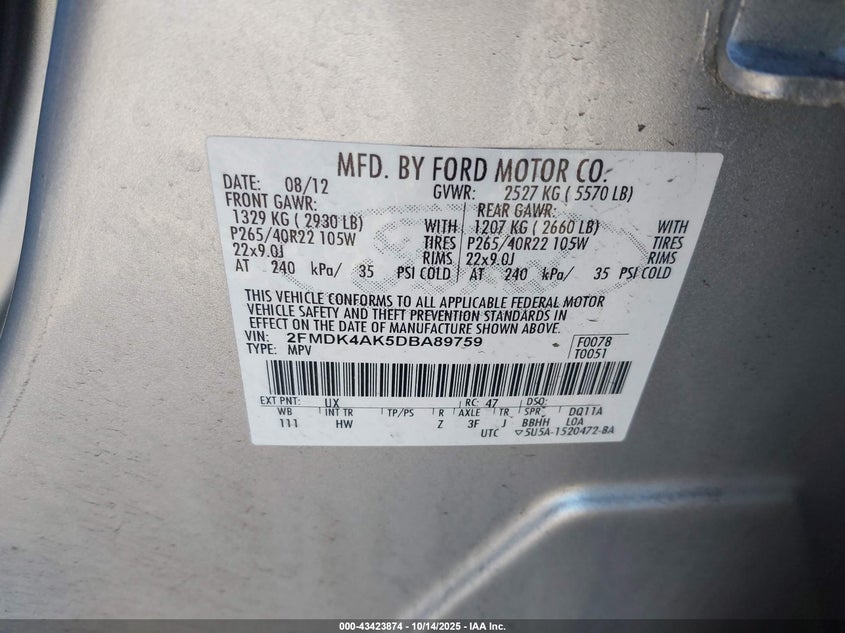 MFD. BY FORD MOTOR CO.
DATE: 08/12 GVWR: 2527 KG ( 5570 LB)
FRONT GAWR: REAR GAWR:
1329 KG ( 2930 LB) WITH 1207 KG ( 2660 LB) WITH
P265/40R22 105W TIRES P265/40R22 105W TIRES
22x9.0J RIMS 22x9.0J RIMS
AT 240 kPa/ 35 PSI COLD AT 240 kPa/ 35 PSI COLD
THIS VEHICLE CONFORMS TO ALL APPLICABLE FEDERAL MOTOR
VEHICLE SAFETY AND THEFT PREVENTION STANDARDS IN
EFFECT ON THE DATE OF MANUFACTURE SHOWN ABOVE.
VIN: 2FMDK4AK5DBA89759 F0078
TYPE: MPV T0051
EXT PNT: UX RC: 47 DSO:
WB INT TR TP/PS R AXLE TR SPR DQ11A
111 HW Z 3F J BBHH LOA
UTC ▽5U5A-1520472-BA
000-43423874 - 10/14/2025 - IAA Inc.